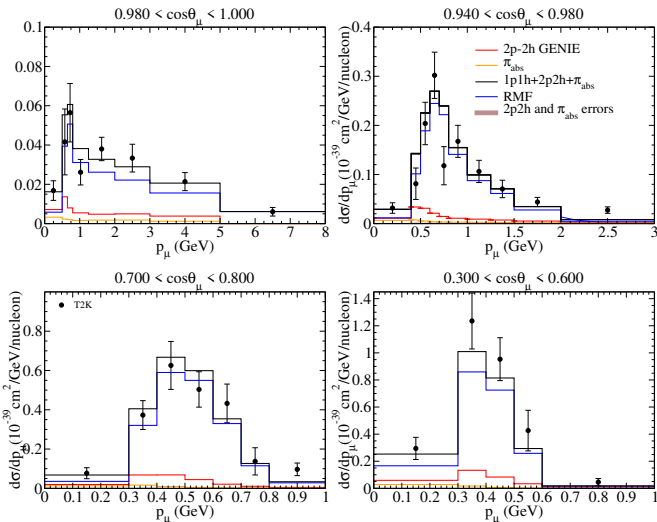 0.980 < cosθμ < 1.000
0.940 < cosθμ < 0.980
0.1
0.08
0.06
0.04
0.02
0
0 1 2 3 4 5 6 7 8
pμ (GeV)
dσ/dpμ(10⁻³⁹ cm²/GeV/nucleon)
0.4
0.3
0.2
0.1
0
0 0.5 1 1.5 2 2.5 3
pμ (GeV)
2p-2h GENIE
πabs
1p1h+2p2h+πabs
RMF
2p2h and πabs errors
0.700 < cosθμ < 0.800
0.300 < cosθμ < 0.600
dσ/dpμ(10⁻³⁹ cm²/GeV/nucleon)
0.8
0.6
0.4
0.2
0
T2K
0 0.1 0.2 0.3 0.4 0.5 0.6 0.7 0.8 0.9 1
pμ (GeV)
dσ/dpμ(10⁻³⁹ cm²/GeV/nucleon)
1.4
1.2
1
0.8
0.6
0.4
0.2
0
0 0.1 0.2 0.3 0.4 0.5 0.6 0.7 0.8 0.9 1
pμ (GeV)